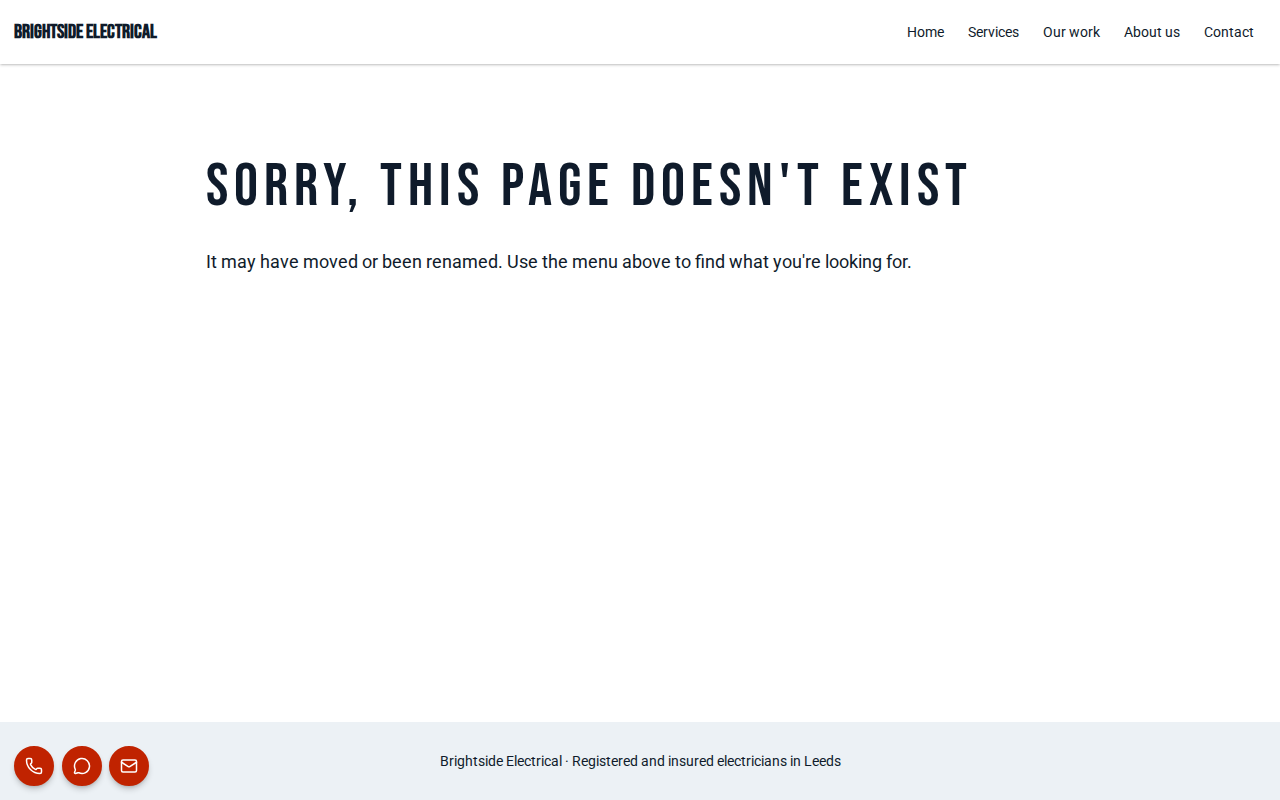 BRIGHTSIDE ELECTRICAL
Home Services Our work About us Contact
SORRY, THIS PAGE DOESN'T EXIST
It may have moved or been renamed. Use the menu above to find what you're looking for.
Brightside Electrical · Registered and insured electricians in Leeds